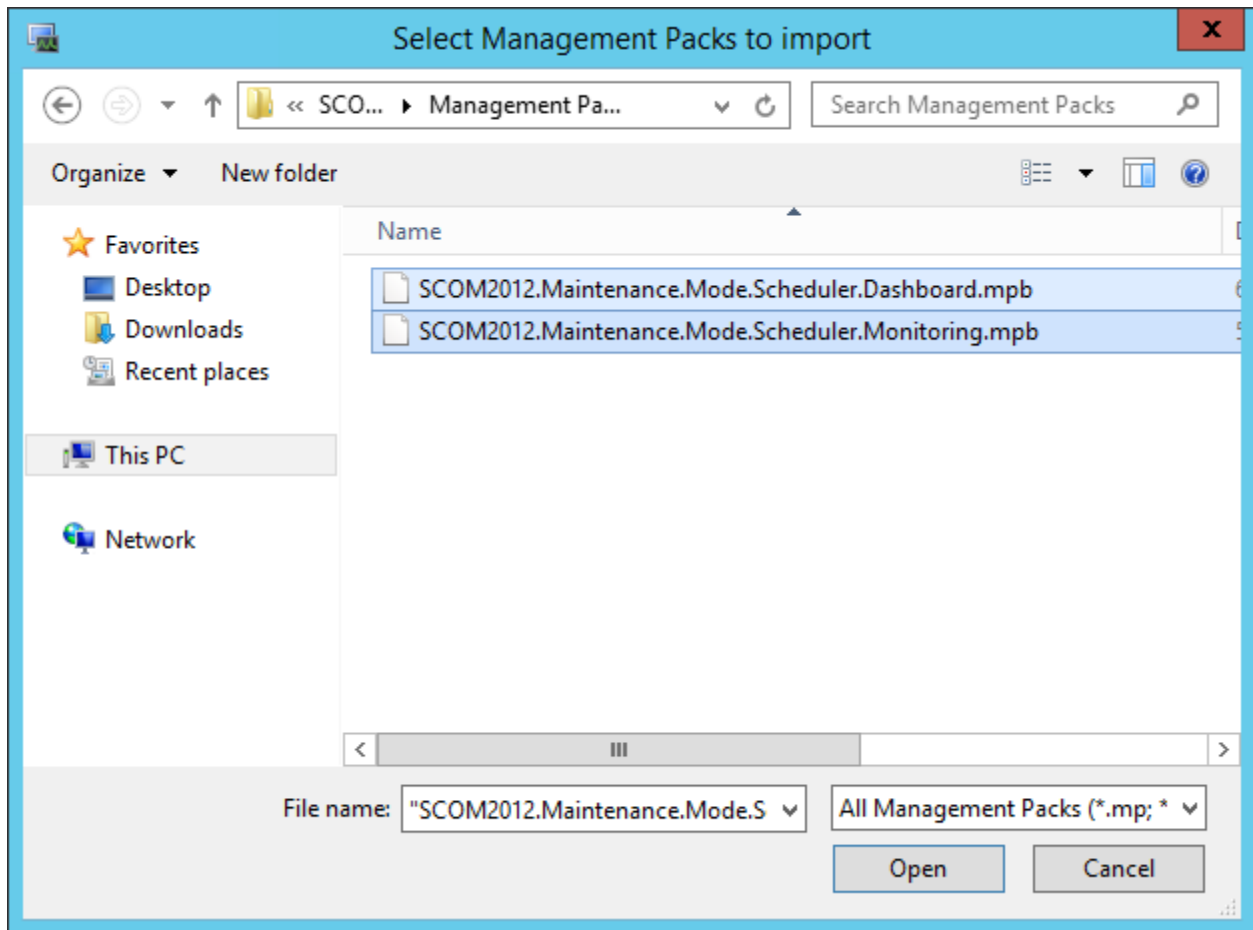 Select Management Packs to import
x
« SCO... Management Pa... Search Management Packs
Organize New folder
Name
Favorites
Desktop
Downloads
Recent places
This PC
Network
SCOM2012.Maintenance.Mode.Scheduler.Dashboard.mpb
SCOM2012.Maintenance.Mode.Scheduler.Monitoring.mpb
File name: "SCOM2012.Maintenance.Mode.S All Management Packs (*.mp; *
Open Cancel